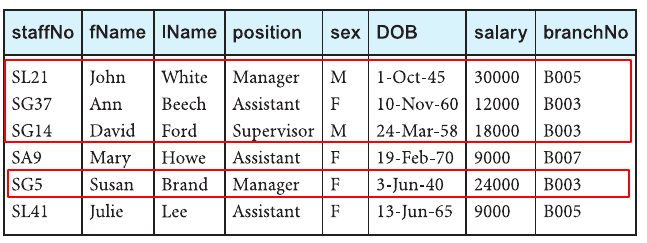 staffNo fName lName position sex DOB salary branchNo
SL21 John White Manager M 1-Oct-45 30000 B005
SG37 Ann Beech Assistant F 10-Nov-60 12000 B003
SG14 David Ford Supervisor M 24-Mar-58 18000 B003
SA9 Mary Howe Assistant F 19-Feb-70 9000 B007
SG5 Susan Brand Manager F 3-Jun-40 24000 B003
SL41 Julie Lee Assistant F 13-Jun-65 9000 B005